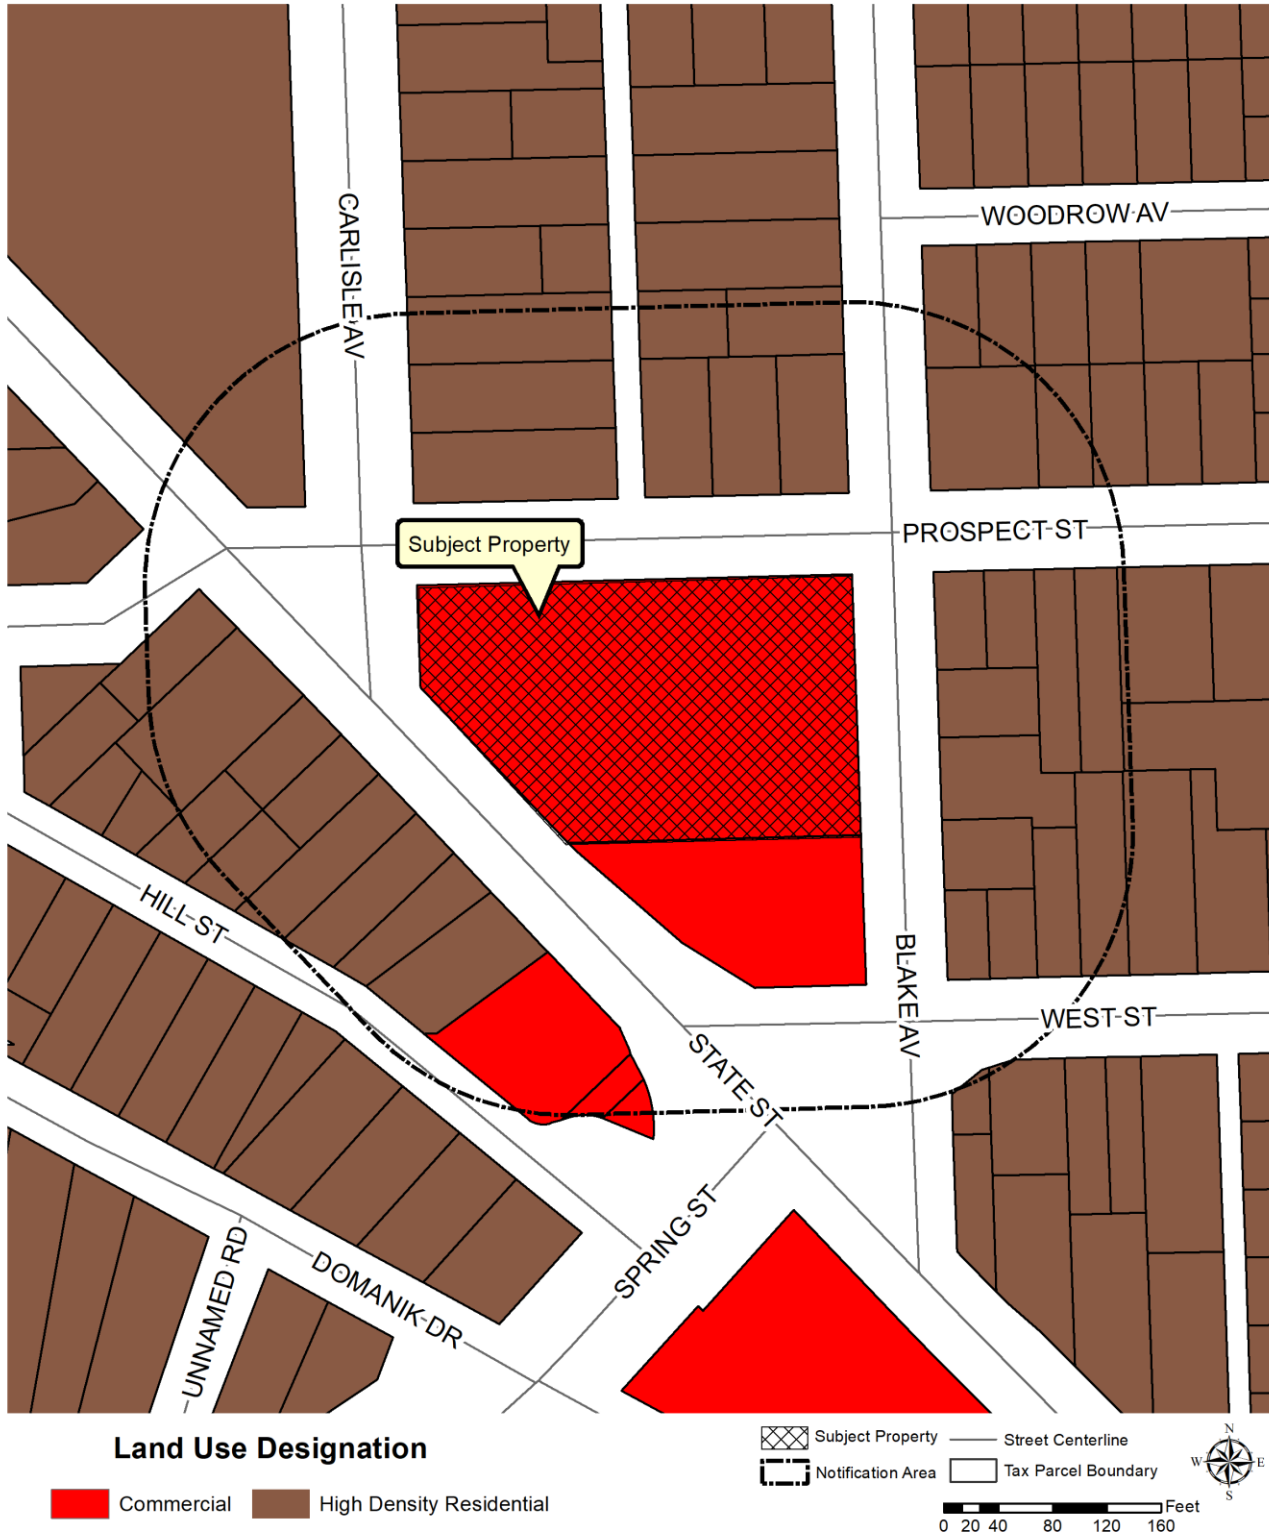 CARLISLE AV
WOODROW AV
PROSPECT ST
Subject Property
HILL ST
BLAKE AV
WEST ST
STATE ST
SPRING ST
UNNAMED RD
DOMANIK DR
Land Use Designation
Commercial
High Density Residential
Subject Property
Street Centerline
Notification Area
Tax Parcel Boundary
N
W E
S
Feet
0 20 40 80 120 160